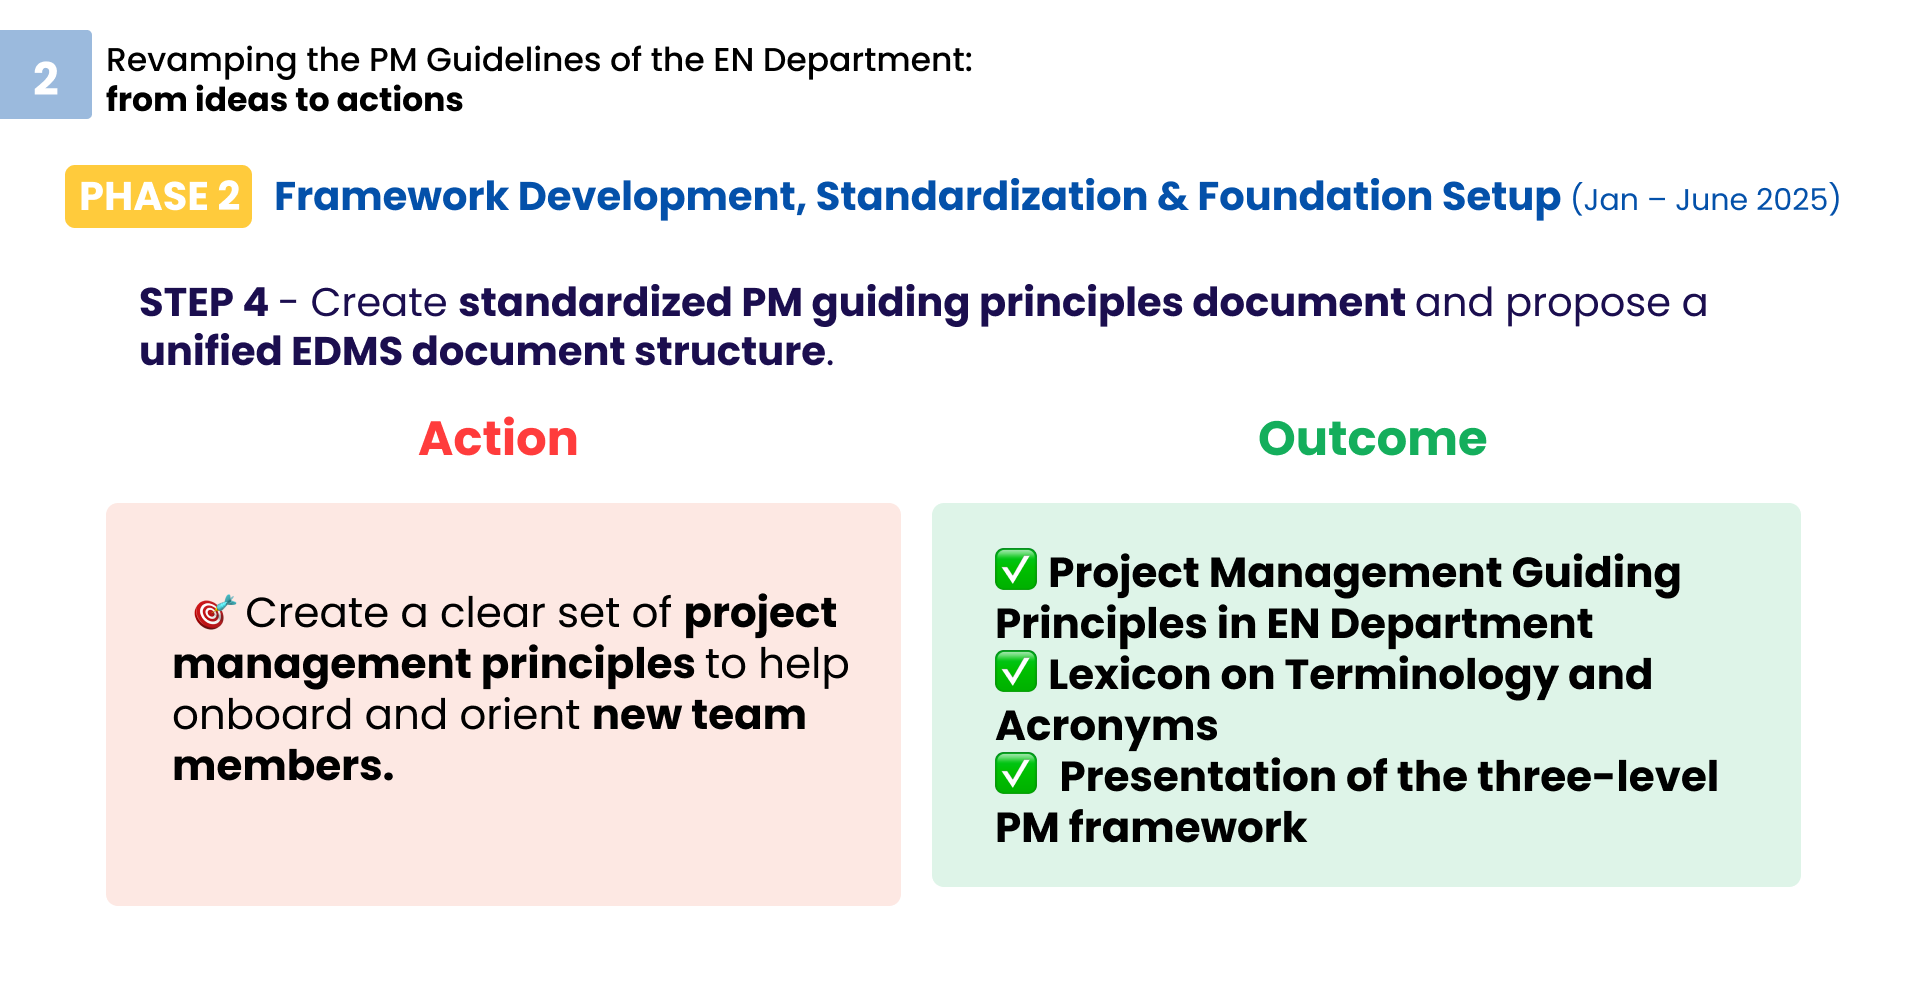 2
Revamping the PM Guidelines of the EN Department:
from ideas to actions
PHASE 2 Framework Development, Standardization & Foundation Setup (Jan – June 2025)
STEP 4 - Create standardized PM guiding principles document and propose a
unified EDMS document structure.
Action
🎯 Create a clear set of project
management principles to help
onboard and orient new team
members.
Outcome
✅ Project Management Guiding
Principles in EN Department
✅ Lexicon on Terminology and
Acronyms
✅ Presentation of the three-level
PM framework